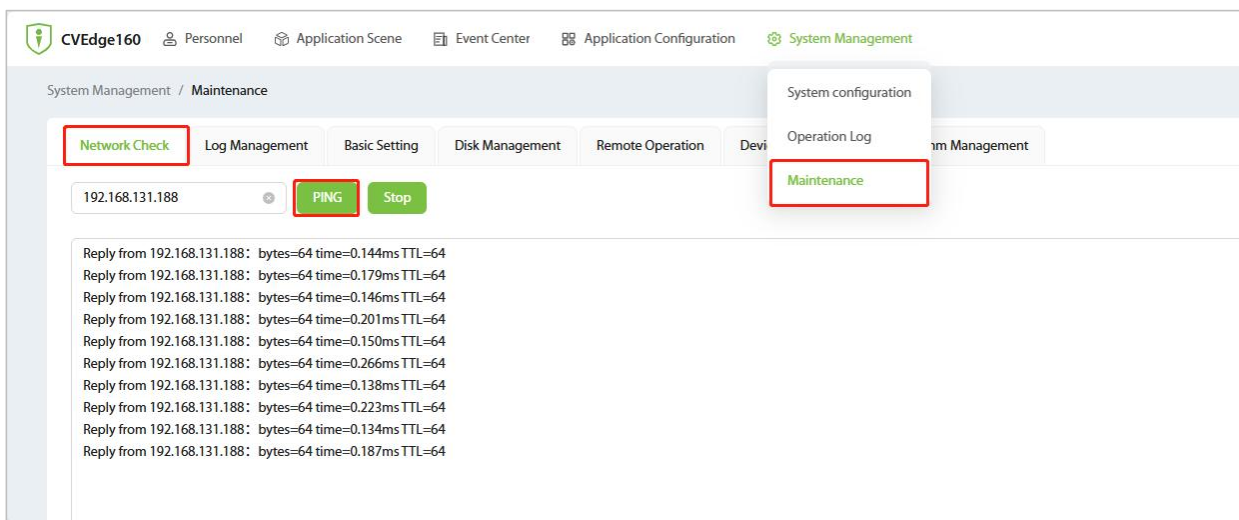 CVEdge160 Personnel Application Scene Event Center Application Configuration System Management
System Management / Maintenance
System configuration
Operation Log
Maintenance
Network Check Log Management Basic Setting Disk Management Remote Operation Management
192.168.131.188 PING Stop
Reply from 192.168.131.188：bytes=64 time=0.144ms TTL=64
Reply from 192.168.131.188：bytes=64 time=0.179ms TTL=64
Reply from 192.168.131.188：bytes=64 time=0.146ms TTL=64
Reply from 192.168.131.188：bytes=64 time=0.201ms TTL=64
Reply from 192.168.131.188：bytes=64 time=0.150ms TTL=64
Reply from 192.168.131.188：bytes=64 time=0.266ms TTL=64
Reply from 192.168.131.188：bytes=64 time=0.138ms TTL=64
Reply from 192.168.131.188：bytes=64 time=0.223ms TTL=64
Reply from 192.168.131.188：bytes=64 time=0.134ms TTL=64
Reply from 192.168.131.188：bytes=64 time=0.187ms TTL=64